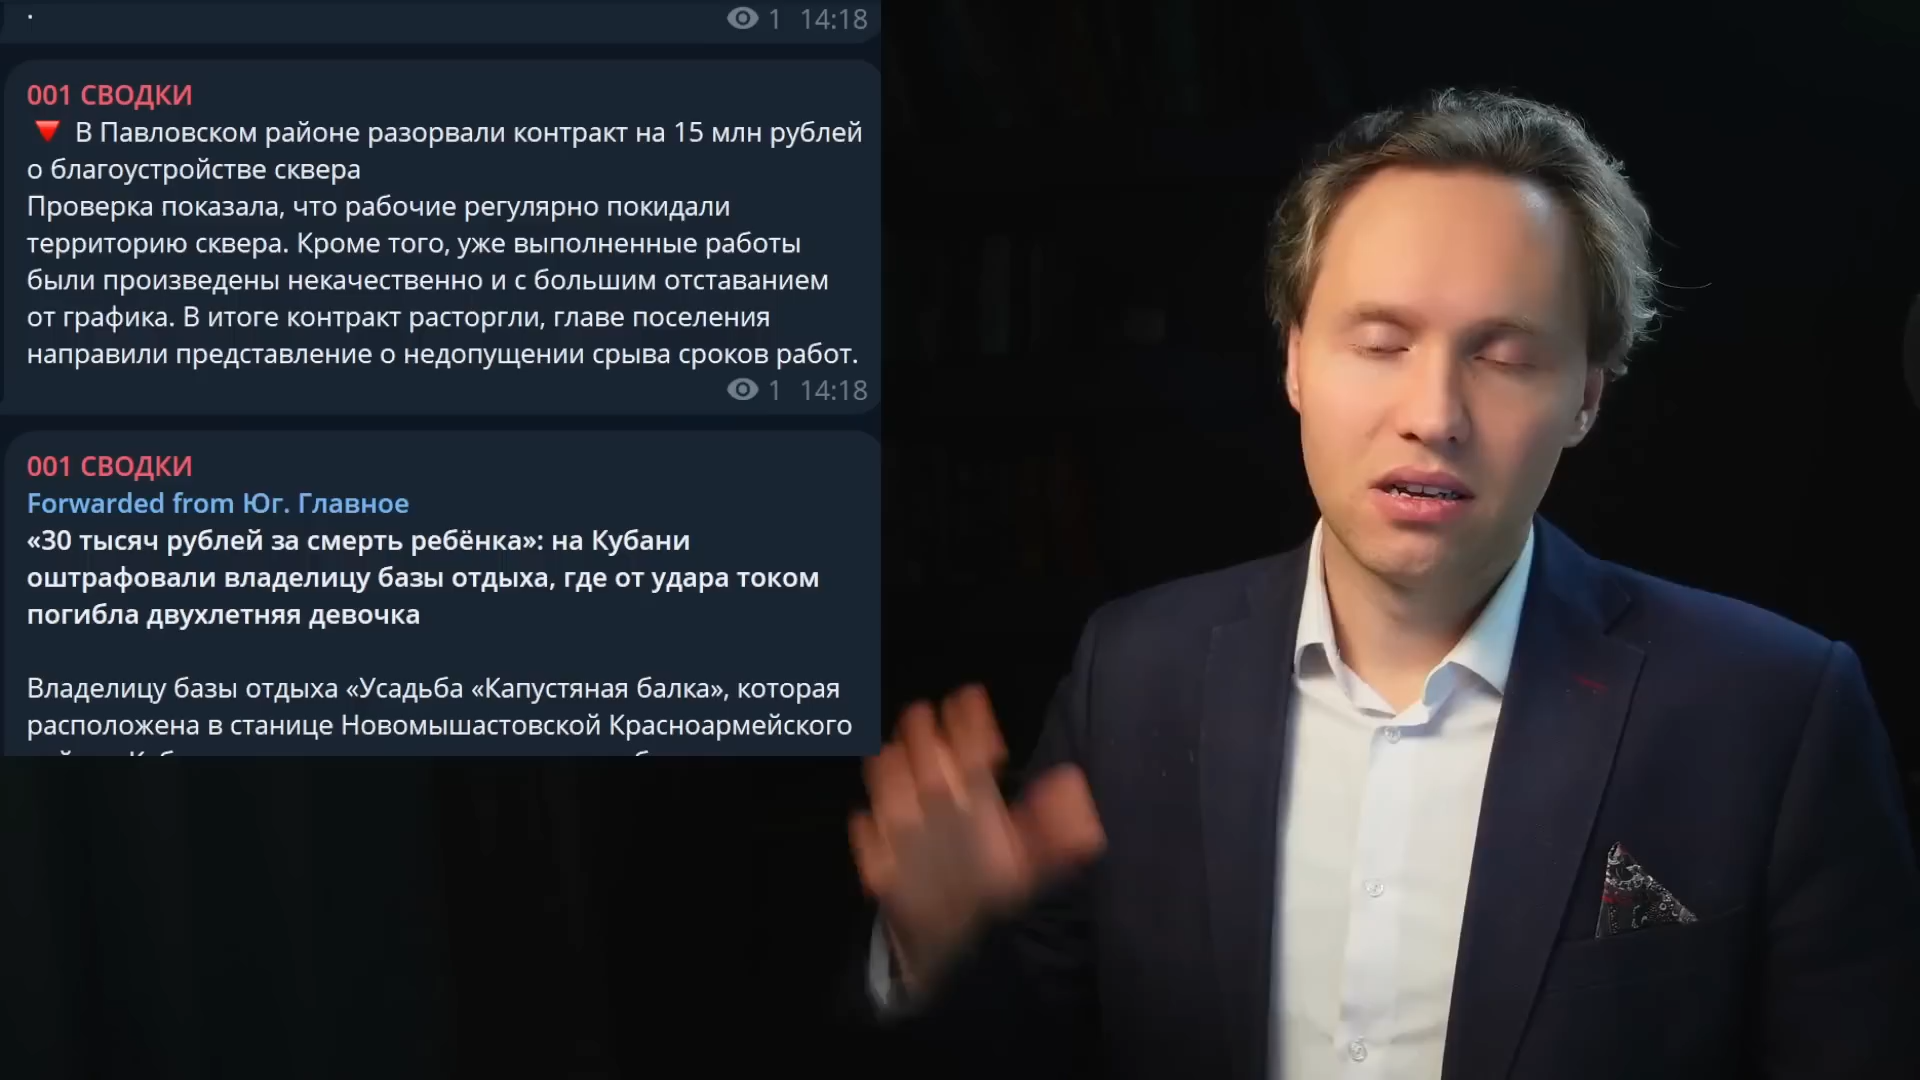 .
1 14:18
001 СВОДКИ
🔻 В Павловском районе разорвали контракт на 15 млн рублей
о благоустройстве сквера
Проверка показала, что рабочие регулярно покидали
территорию сквера. Кроме того, уже выполненные работы
были произведены некачественно и с большим отставанием
от графика. В итоге контракт расторгли, главе поселения
направили представление о недопущении срыва сроков работ.
1 14:18
001 СВОДКИ
Forwarded from Юг. Главное
«30 тысяч рублей за смерть ребёнка»: на Кубани
оштрафовали владелицу базы отдыха, где от удара током
погибла двухлетняя девочка
Владелицу базы отдыха «Усадьба «Капустяная балка», которая
расположена в станице Новомышастовской Красноармейского